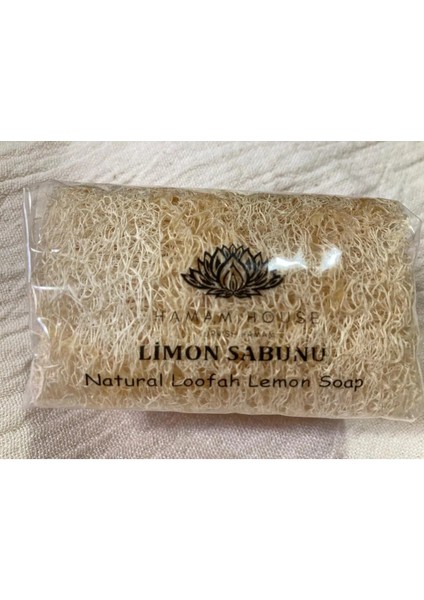 HAMAM HOUSE
LİMON SABUNU
Natural Loofah Lemon Soap